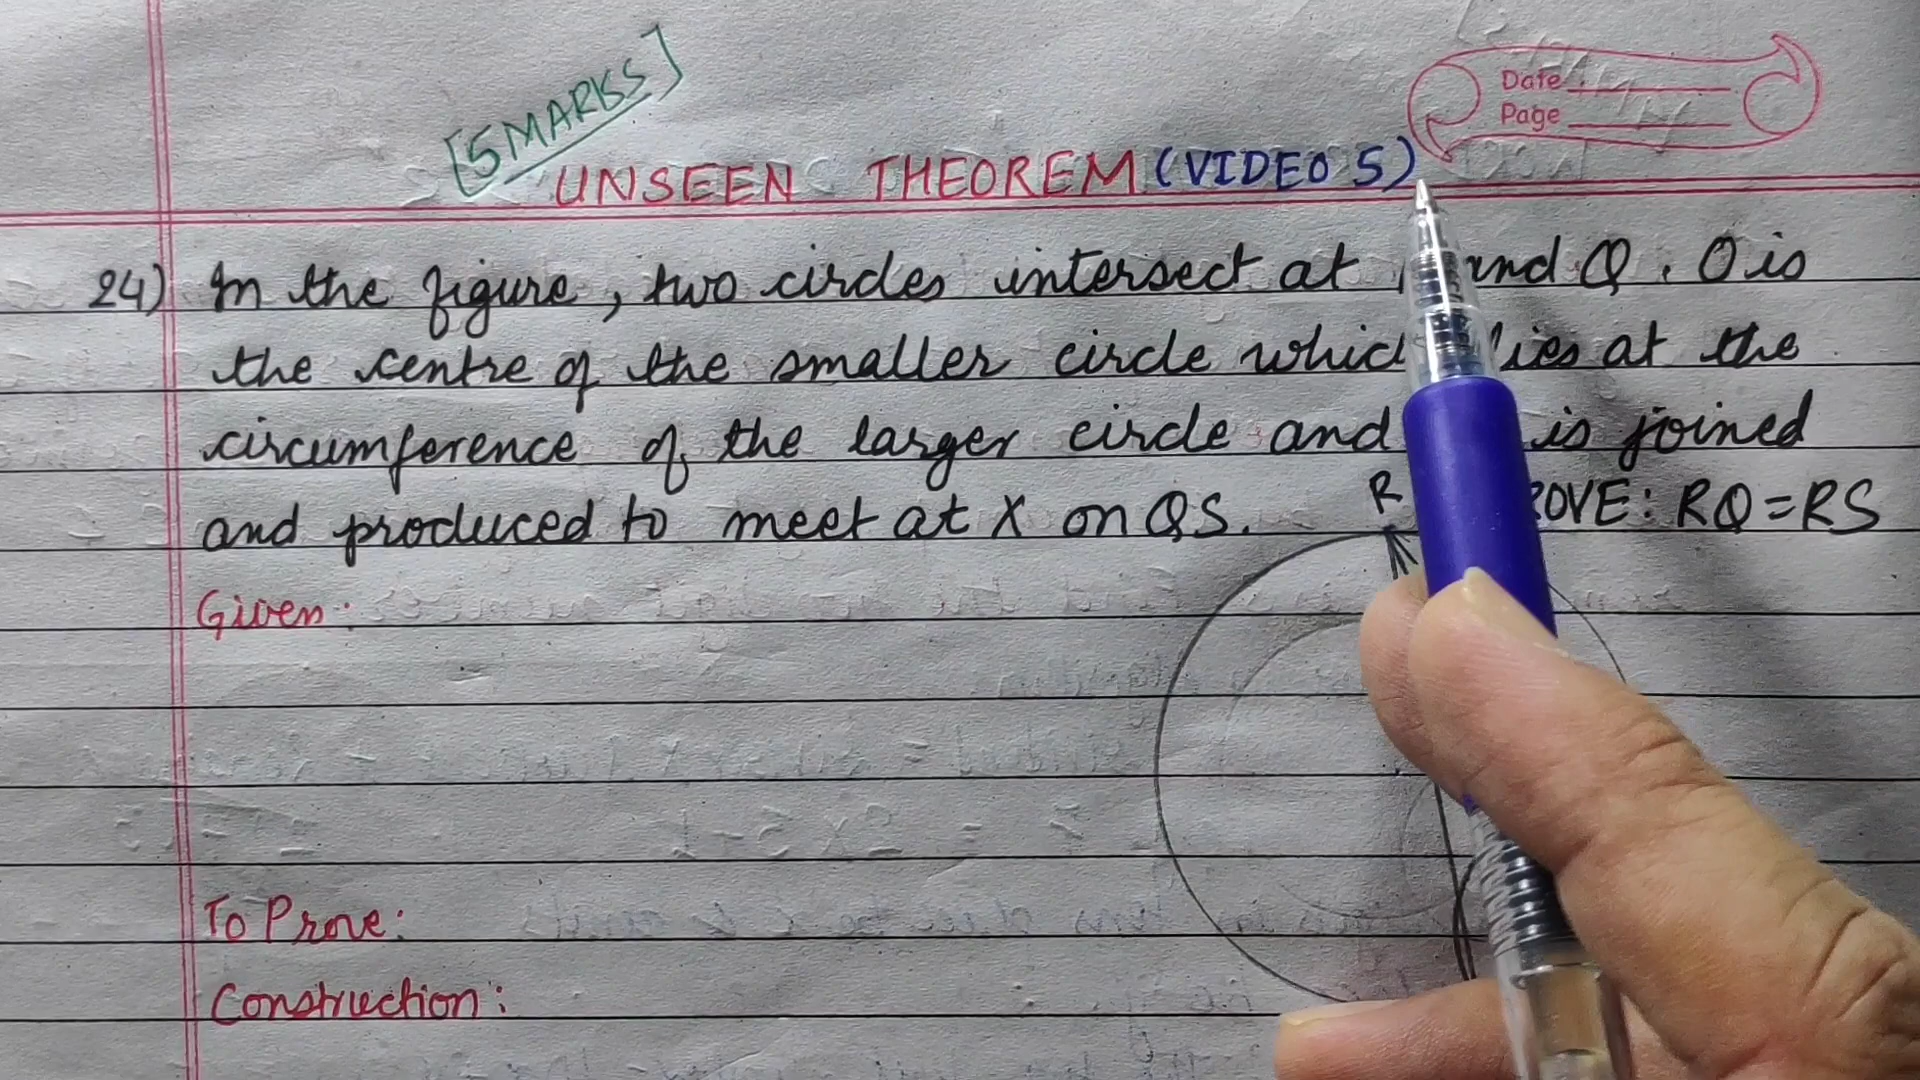 [5 MARKS]
Date
Page
UNSEEN THEOREM (VIDEO 5)
24) In the figure, two circles intersect at and Q. O is
the centre of the smaller circle which lies at the
circumference of the larger circle and is joined
and produced to meet at X on QS. R : RQ = RS
Given:
To Prove:
Construction: